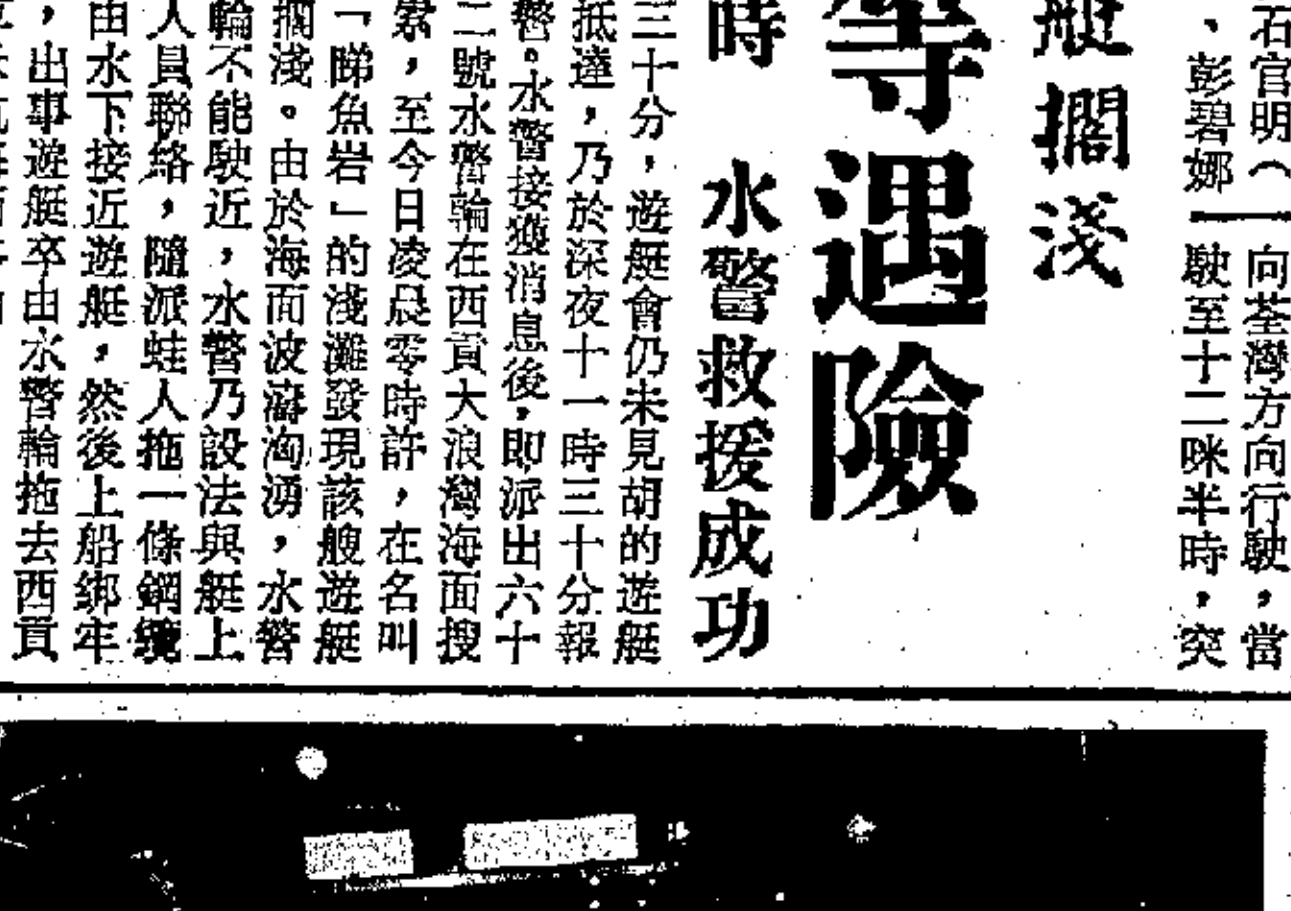 石官明(一向荃灣方向行駛,當
、彭碧娜一駛至十二咪半時,突
艇擱淺
等遇險
時 水警救援成功
三十分,遊艇會仍未見胡的遊艇
抵達,乃於深夜十一時三十分報
警。水警接獲消息後,即派出六十
二號水警輪在西貢大浪灣海面搜
索,至今日凌晨零時許,在名叫
「睇魚岩」的淺灘發現該艘遊艇
擱淺。由於海面波濤洶湧,水警
輪不能駛近,水警乃設法與艇上
人員聯絡,隨派蛙人拖一條鋼纜
由水下接近遊艇,然後上船綁牢
,出事遊艇卒由水警輪拖去西貢